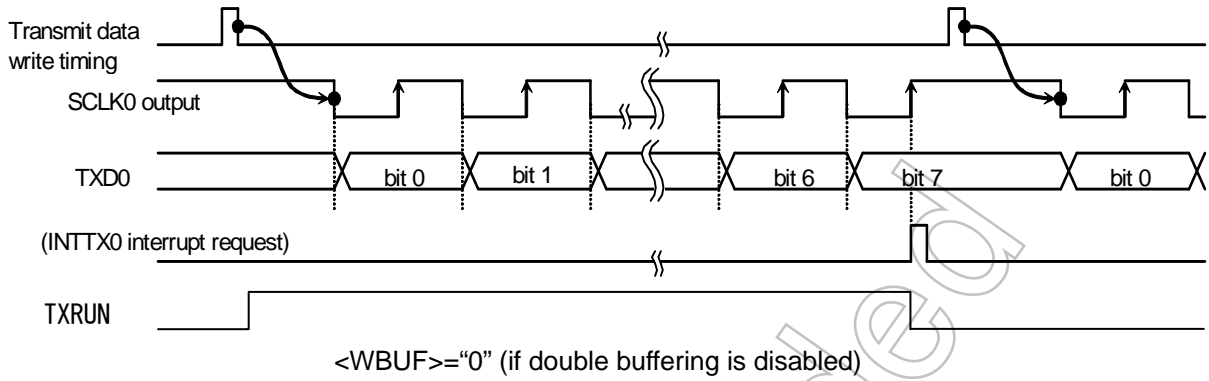 Transmit data
write timing
SCLK0 output
TXD0
bit 0
bit 1
bit 6
bit 7
bit 0
(INTTX0 interrupt request)
TXRUN
<WBUF>=“0” (if double buffering is disabled)